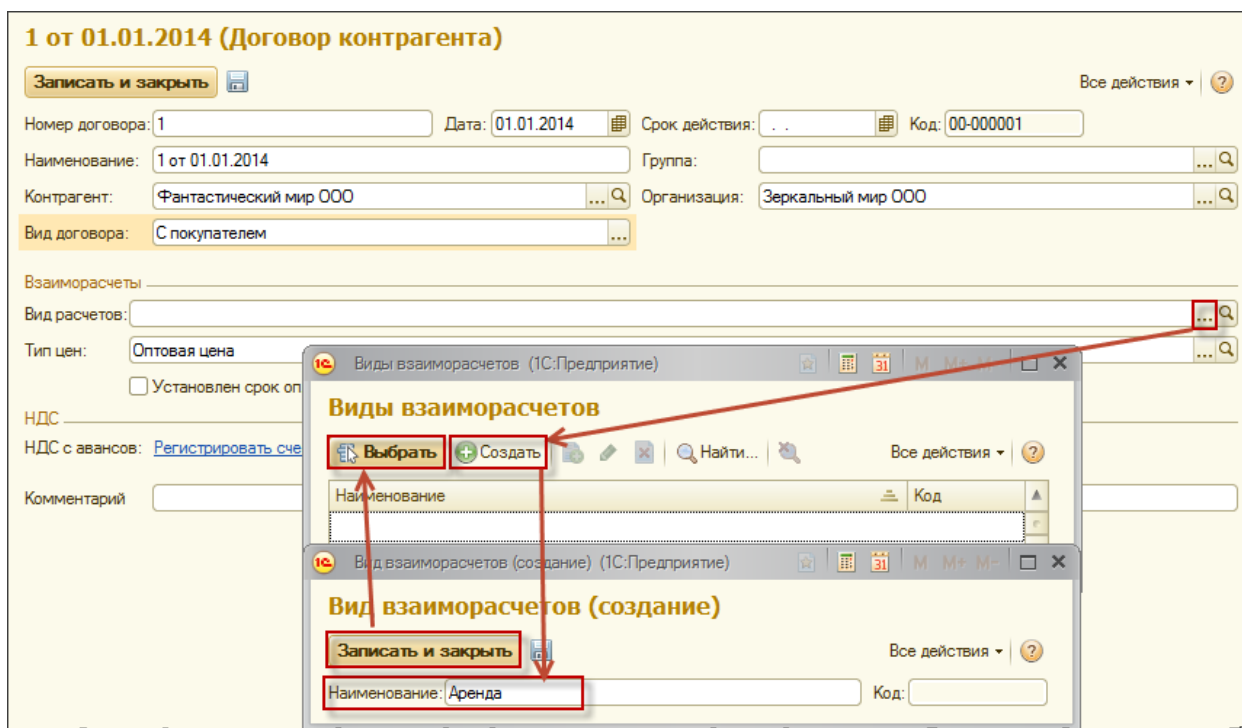 1 от 01.01.2014 (Договор контрагента)
Записать и закрыть Все действия
Номер договора: 1 Дата: 01.01.2014 Срок действия: . . Код: 00-000001
Наименование: 1 от 01.01.2014 Группа:
Контрагент: Фантастический мир ООО ... Организация: Зеркальный мир ООО ...
Вид договора: С покупателем ...
Взаиморасчеты
Вид расчетов: ...
Тип цен: Оптовая цена ...
Установлен срок оп
НДС
НДС с авансов: Регистрировать сче
Комментарий
Виды взаиморасчетов (1С:Предприятие) 31 M M+ M-
Виды взаиморасчетов
Выбрать Создать Найти... Все действия
Наименование Код
Вид взаиморасчетов (создание) (1С:Предприятие) 31 M M+ M-
Вид взаиморасчетов (создание)
Записать и закрыть Все действия
Наименование: Аренда Код: